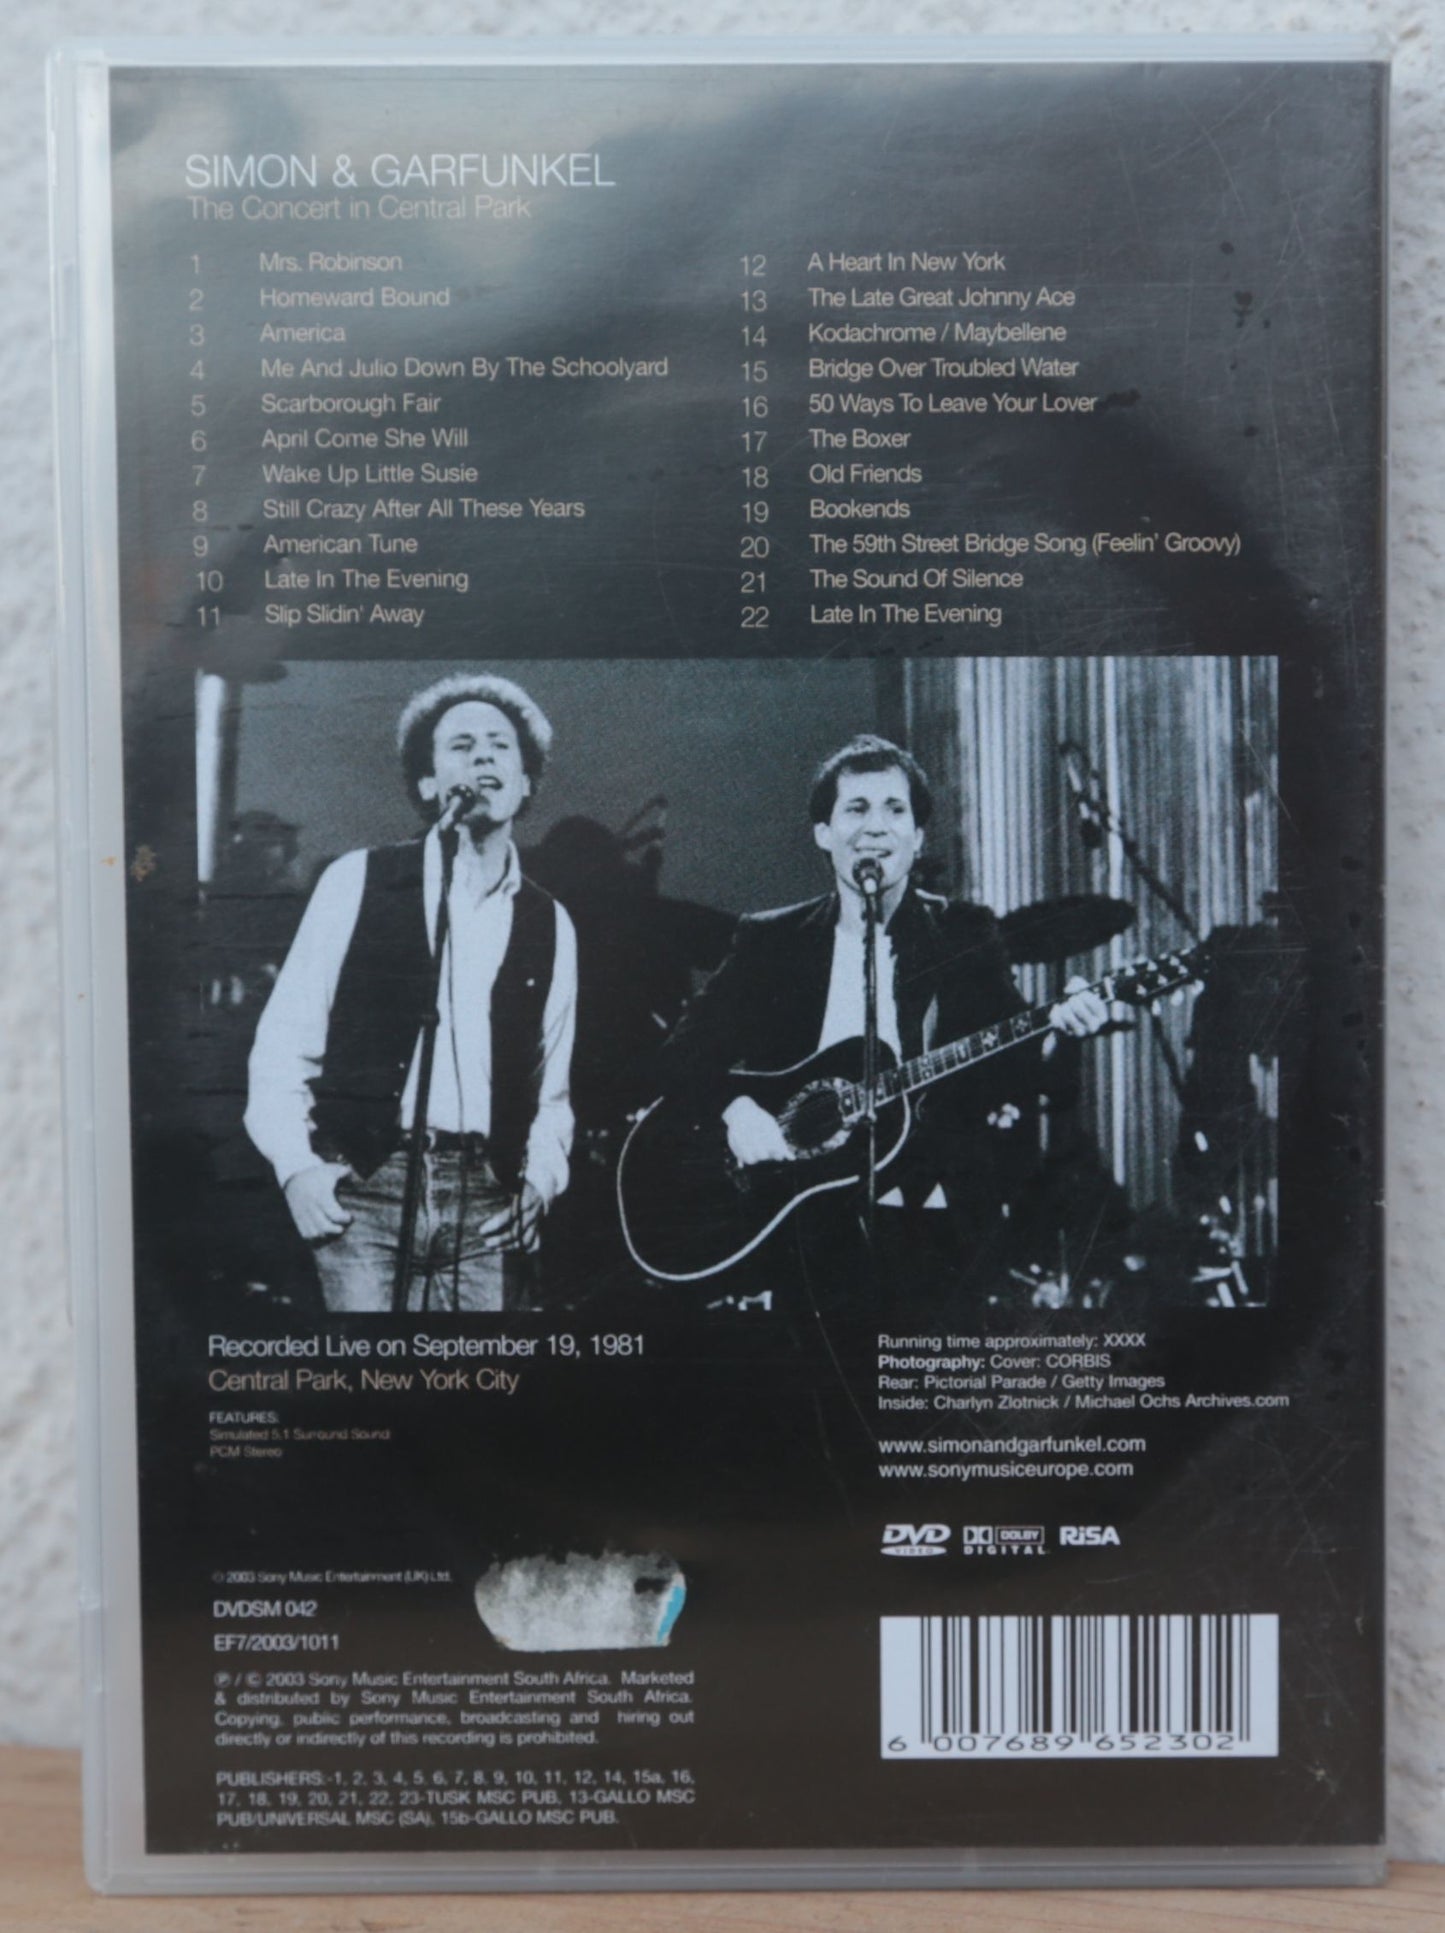 SIMON & GARFUNKEL
The Concert in Central Park
1 Mrs. Robinson
2 Homeward Bound
3 America
4 Me And Julio Down By The Schoolyard
5 Scarborough Fair
6 April Come She Will
7 Wake Up Little Susie
8 Still Crazy After All These Years
9 American Tune
10 Late In The Evening
11 Slip Slidin' Away
12 A Heart In New York
13 The Late Great Johnny Ace
14 Kodachrome / Maybellene
15 Bridge Over Troubled Water
16 50 Ways To Leave Your Lover
17 The Boxer
18 Old Friends
19 Bookends
20 The 59th Street Bridge Song (Feelin' Groovy)
21 The Sound Of Silence
22 Late In The Evening
Recorded Live on September 19, 1981
Central Park, New York City
FEATURES:
Simulated 5.1 Surround Sound
PCM Stereo
Running time approximately: XXXX
Photography: Cover: CORBIS
Rear: Pictorial Parade / Getty Images
Inside: Charlyn Zlotnick / Michael Ochs Archives.com
www.simonandgarfunkel.com
www.sonymusiceurope.com
DVD VIDEO
DOLBY DIGITAL
RiSA
© 2003 Sony Music Entertainment (UK) Ltd.
DVDSM 042
EF7/2003/1011
℗ / © 2003 Sony Music Entertainment South Africa. Marketed
& distributed by Sony Music Entertainment South Africa.
Copying, public performance, broadcasting and hiring out
directly or indirectly of this recording is prohibited.
PUBLISHERS:-1, 2, 3, 4, 5, 6, 7, 8, 9, 10, 11, 12, 14, 15a, 16,
17, 18, 19, 20, 21, 22, 23-TUSK MSC PUB, 13-GALLO MSC
PUB/UNIVERSAL MSC (SA), 15b-GALLO MSC PUB.
6 007689 652302